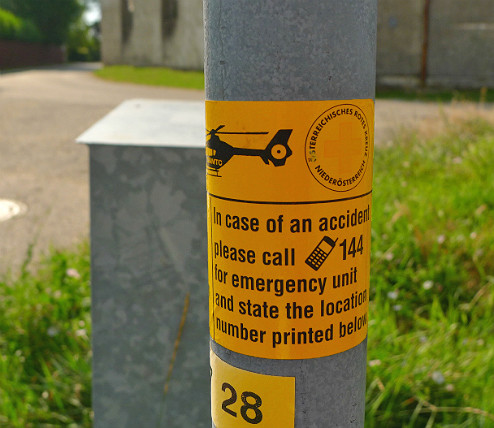 ÖSTERREICHISCHES ROTES KREUZ
NIEDERÖSTERREICH
In case of an accident
please call 144
for emergency unit
and state the location
number printed below
28